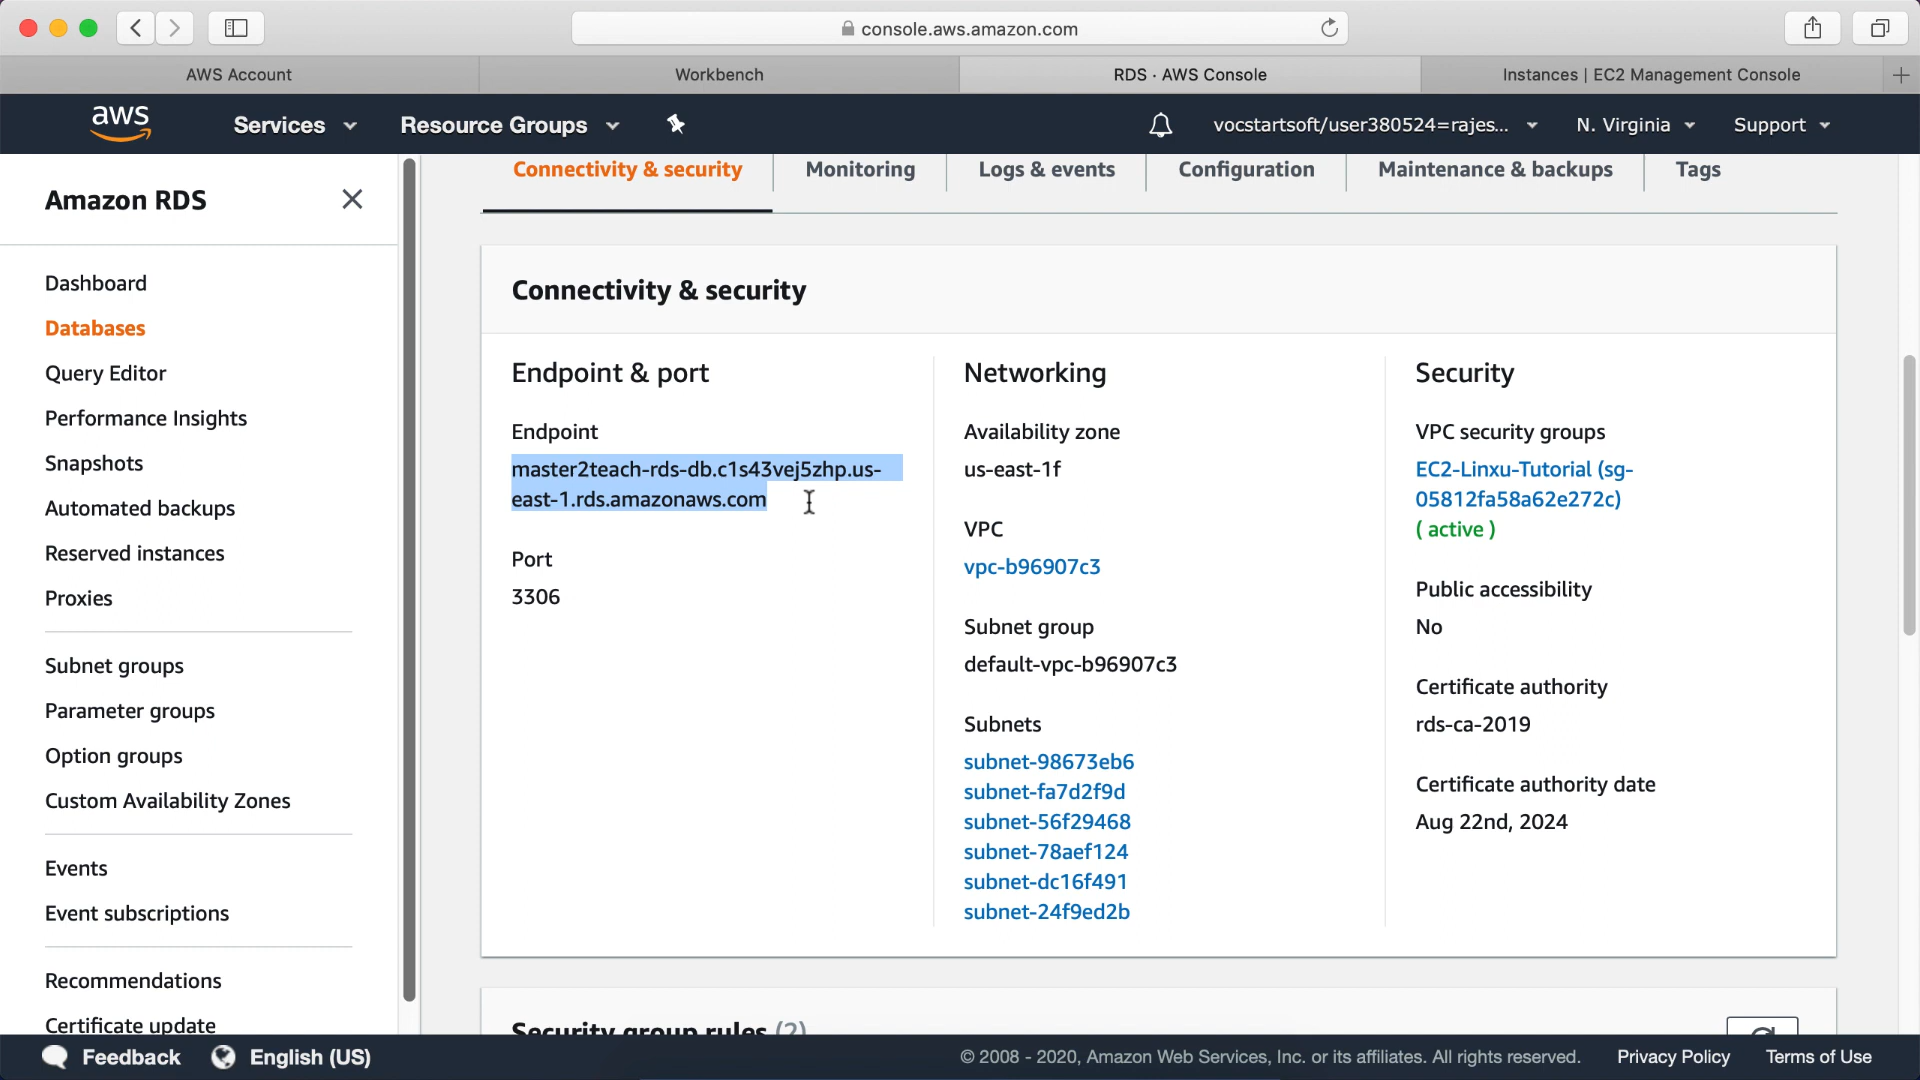 console.aws.amazon.com
AWS Account
Workbench
RDS · AWS Console
Instances | EC2 Management Console
aws
Services
Resource Groups
vocstartsoft/user380524=rajes...
N. Virginia
Support
Amazon RDS
Dashboard
Databases
Query Editor
Performance Insights
Snapshots
Automated backups
Reserved instances
Proxies
Subnet groups
Parameter groups
Option groups
Custom Availability Zones
Events
Event subscriptions
Recommendations
Certificate update
Connectivity & security
Monitoring
Logs & events
Configuration
Maintenance & backups
Tags
Connectivity & security
Endpoint & port
Endpoint
master2teach-rds-db.c1s43vej5zhp.us-
east-1.rds.amazonaws.com
Port
3306
Networking
Availability zone
us-east-1f
VPC
vpc-b96907c3
Subnet group
default-vpc-b96907c3
Subnets
subnet-98673eb6
subnet-fa7d2f9d
subnet-56f29468
subnet-78aef124
subnet-dc16f491
subnet-24f9ed2b
Security
VPC security groups
EC2-Linxu-Tutorial (sg-
05812fa58a62e272c)
( active )
Public accessibility
No
Certificate authority
rds-ca-2019
Certificate authority date
Aug 22nd, 2024
Security group rules (2)
Feedback
English (US)
© 2008 - 2020, Amazon Web Services, Inc. or its affiliates. All rights reserved.
Privacy Policy
Terms of Use